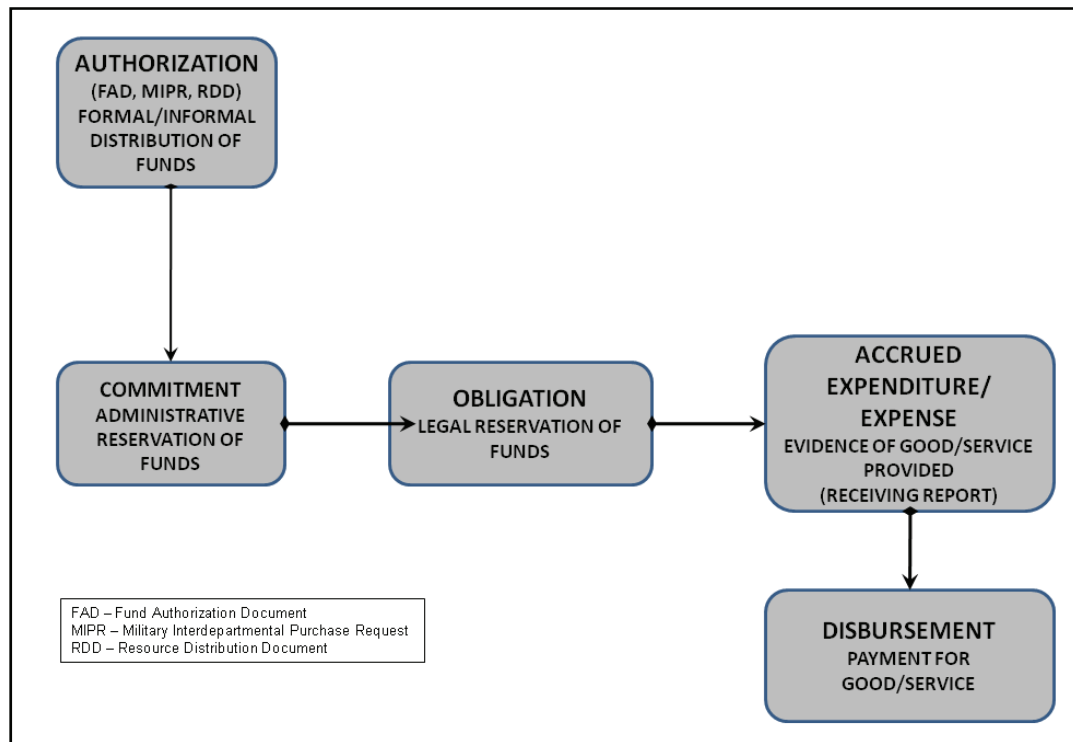 AUTHORIZATION
(FAD, MIPR, RDD)
FORMAL/INFORMAL
DISTRIBUTION OF
FUNDS
COMMITMENT
ADMINISTRATIVE
RESERVATION OF
FUNDS
OBLIGATION
LEGAL RESERVATION OF
FUNDS
ACCRUED
EXPENDITURE/
EXPENSE
EVIDENCE OF GOOD/SERVICE
PROVIDED
(RECEIVING REPORT)
DISBURSEMENT
PAYMENT FOR
GOOD/SERVICE
FAD – Fund Authorization Document
MIPR – Military Interdepartmental Purchase Request
RDD – Resource Distribution Document